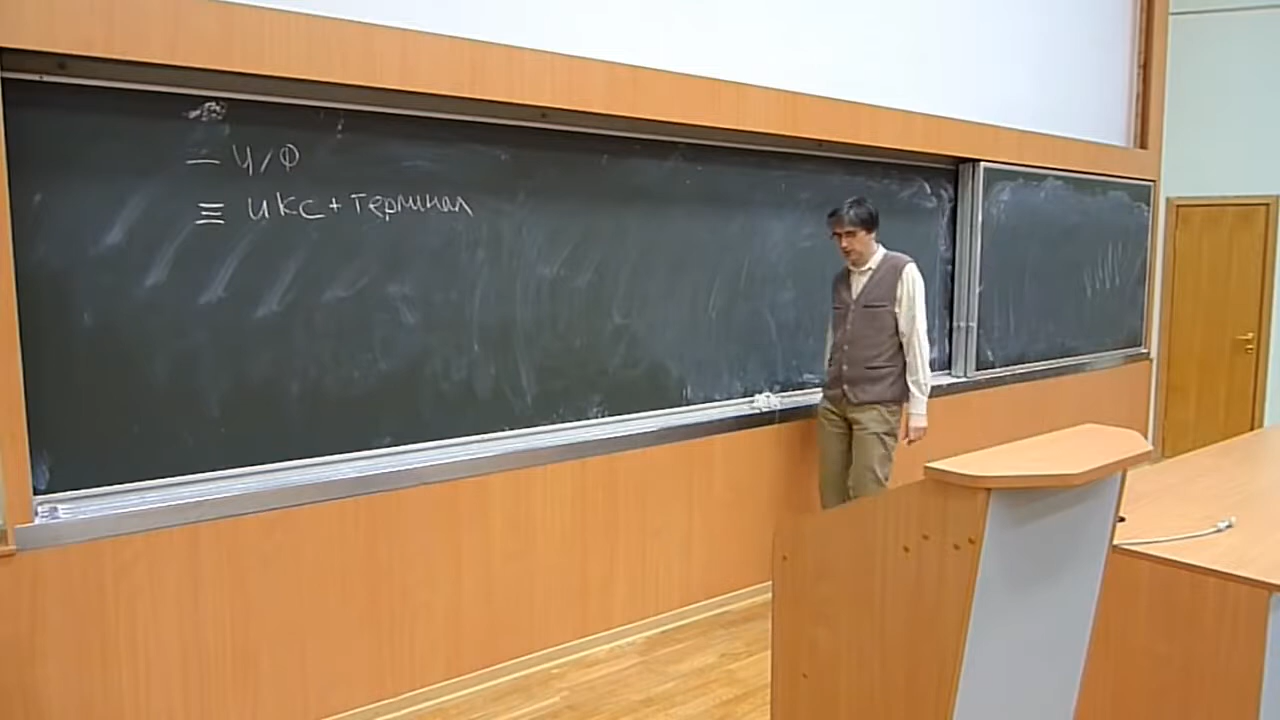 — Ч/Ф
≡ ИКС + Терминал